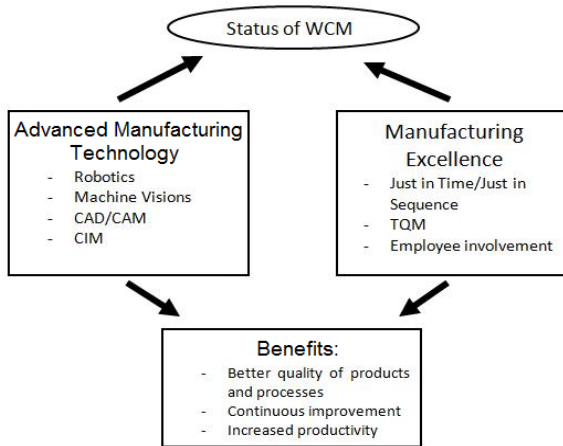 Status of WCM
Advanced Manufacturing
Technology
- Robotics
- Machine Visions
- CAD/CAM
- CIM
Manufacturing
Excellence
- Just in Time/Just in
Sequence
- TQM
- Employee involvement
Benefits:
- Better quality of products
and processes
- Continuous improvement
- Increased productivity